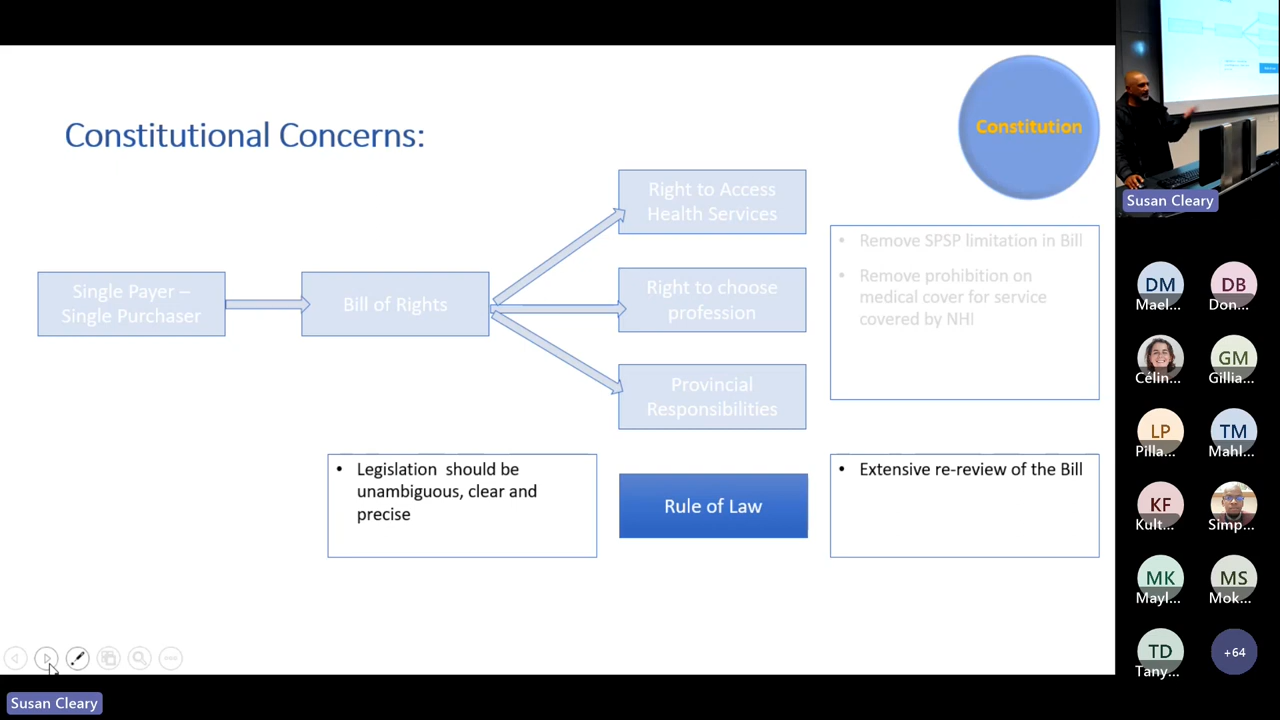 Constitutional Concerns:
Constitution
Single Payer –
Single Purchaser
Bill of Rights
Right to Access
Health Services
Right to choose
profession
Provincial
Responsibilities
• Remove SPSP limitation in Bill
• Remove prohibition on
medical cover for service
covered by NHI
• Legislation should be
unambiguous, clear and
precise
Rule of Law
• Extensive re-review of the Bill
Susan Cleary
Susan Cleary
DM
Mael...
DB
Don...
Célin...
GM
Gillia...
LP
Pilla...
TM
Mahl...
KF
Kult...
Simp...
MK
Mayl...
MS
Mok...
TD
Tany...
+64